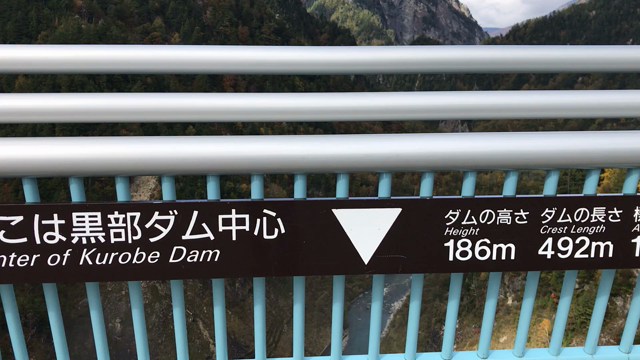 こは黒部ダム中心
nter of Kurobe Dam
ダムの高さ
Height
186m
ダムの長さ
Crest Length
492m